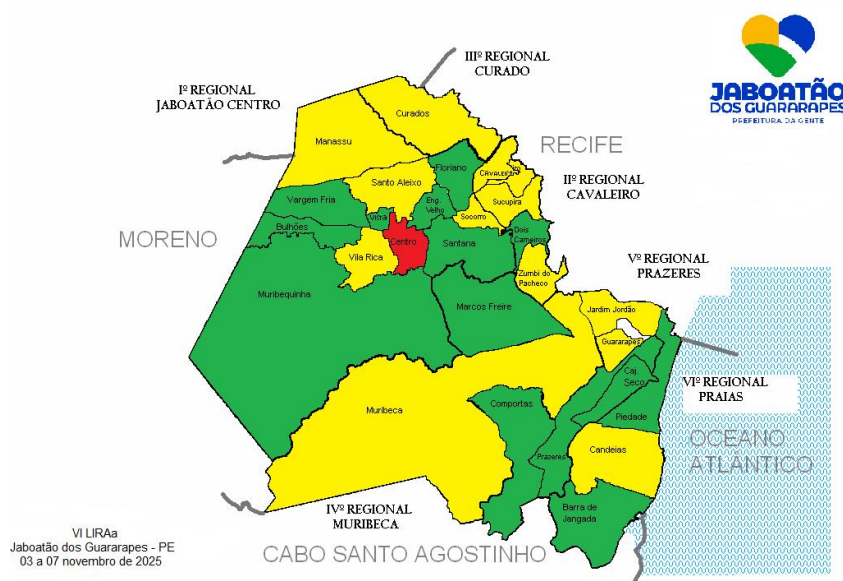 IIIº REGIONAL
CURADO
Iº REGIONAL
JABOATÃO CENTRO
JABOATÃO
DOS GUARARAPES
PREFEITURA DA GENTE
Curados
Manassu
RECIFE
Floriano
Santo Aleixo
IIº REGIONAL
CAVALEIRO
Vargem Fria
Eng.
Velho
Sucupira
Socorro
Vista
Bulhões
MORENO
Centro
Santana
Dois
Carneiros
Vila Rica
Zumbi do
Pacheco
Vº REGIONAL
PRAZERES
Muribequinha
Marcos Freire
Jardim Jordão
Guararapes
Caj.
Seco
VIº REGIONAL
PRAIAS
Muribeca
Comportas
Piedade
OCEANO
ATLÂNTICO
Prazeres
Candeias
IVº REGIONAL
MURIBECA
Barra de
Jangada
VI LIRAa
Jaboatão dos Guararapes - PE
03 a 07 novembro de 2025
CABO SANTO AGOSTINHO